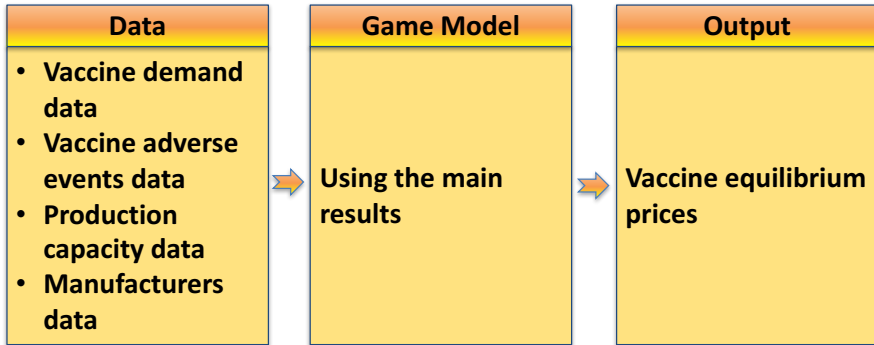 Data
• Vaccine demand
data
• Vaccine adverse
events data
• Production
capacity data
• Manufacturers
data
Game Model
Using the main
results
Output
Vaccine equilibrium
prices